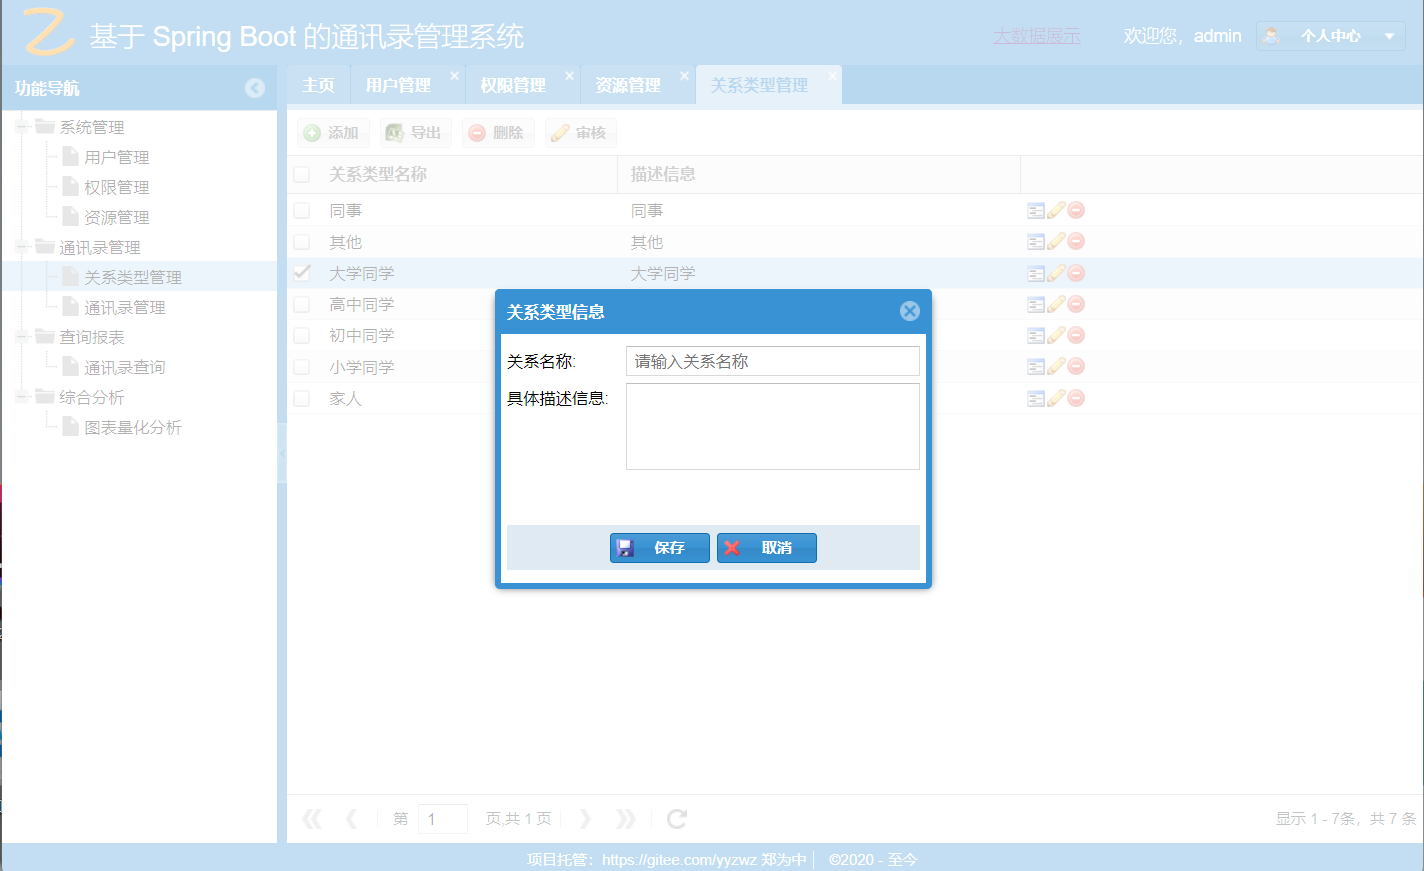 基于 Spring Boot 的通讯录管理系统
大数据展示
欢迎您，admin
个人中心
功能导航
主页
用户管理
权限管理
资源管理
关系类型管理
系统管理
用户管理
权限管理
资源管理
通讯录管理
关系类型管理
通讯录管理
查询报表
通讯录查询
综合分析
图表量化分析
添加 导出 删除 审核
关系类型名称 描述信息
同事 同事
其他 其他
大学同学 大学同学
高中同学
初中同学
小学同学
家人
关系类型信息
关系名称: 请输入关系名称
具体描述信息:
保存 取消
第 1 页,共 1 页
显示 1 - 7条，共 7 条
项目托管：https://gitee.com/yyzwz 郑为中 | ©2020 - 至今